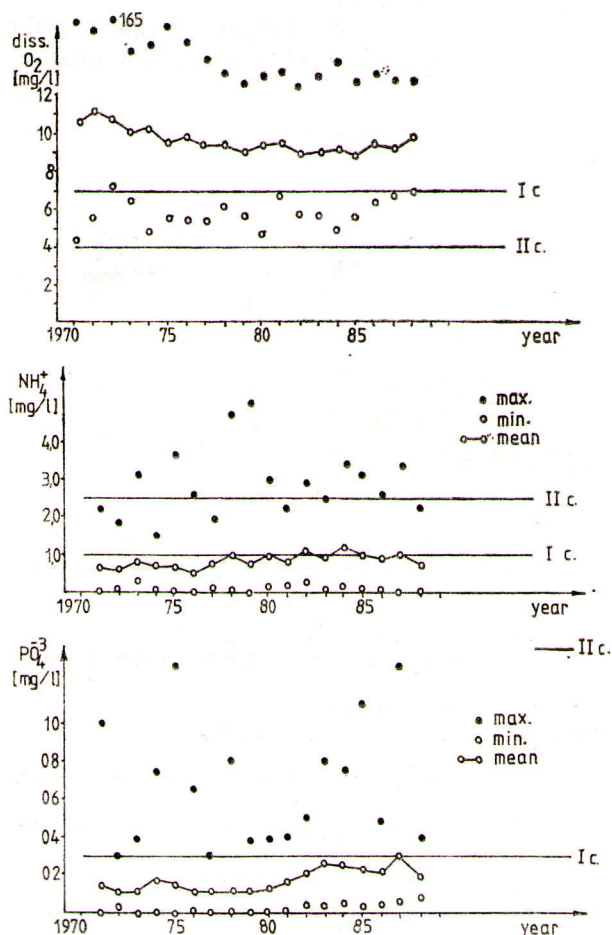 165
diss.
O2
[mg/l]
12
10
8
6
4
2
I c
II c.
1970 75 80 85 year
NH4+
[mg/l]
max.
min.
mean
4,0
3,0
2,0
1,0
II c.
I c.
1970 75 80 85 year
PO4-3
[mg/l]
II c.
max.
min.
mean
10
08
06
04
02
I c.
1970 75 80 85 year